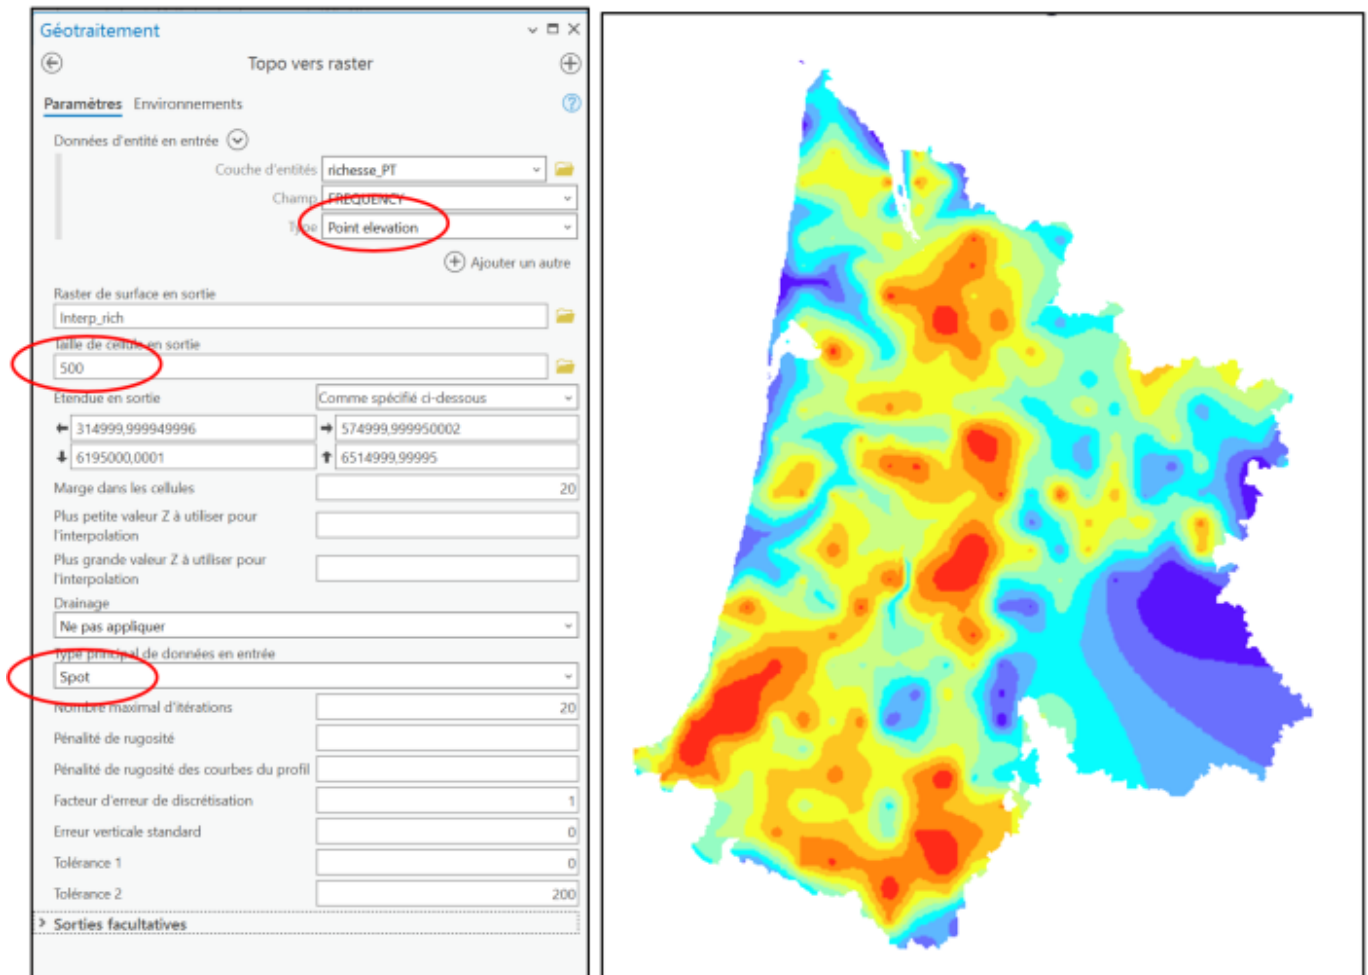 Géotraitement
Topo vers raster
Paramètres Environnements
Données d'entité en entrée
Couche d'entités richesse_PT
Champ FREQUENCY
Type Point elevation
Ajouter un autre
Raster de surface en sortie
Interp_rich
Taille de cellule en sortie
500
Etendue en sortie Comme spécifié ci-dessous
314999,999949996 574999,999950002
6195000,0001 6514999,99995
Marge dans les cellules 20
Plus petite valeur Z à utiliser pour
l'interpolation
Plus grande valeur Z à utiliser pour
l'interpolation
Drainage
Ne pas appliquer
Type principal de données en entrée
Spot
Nombre maximal d'itérations 20
Pénalité de rugosité
Pénalité de rugosité des courbes du profil
Facteur d'erreur de discrétisation 1
Erreur verticale standard 0
Tolérance 1 0
Tolérance 2 200
Sorties facultatives